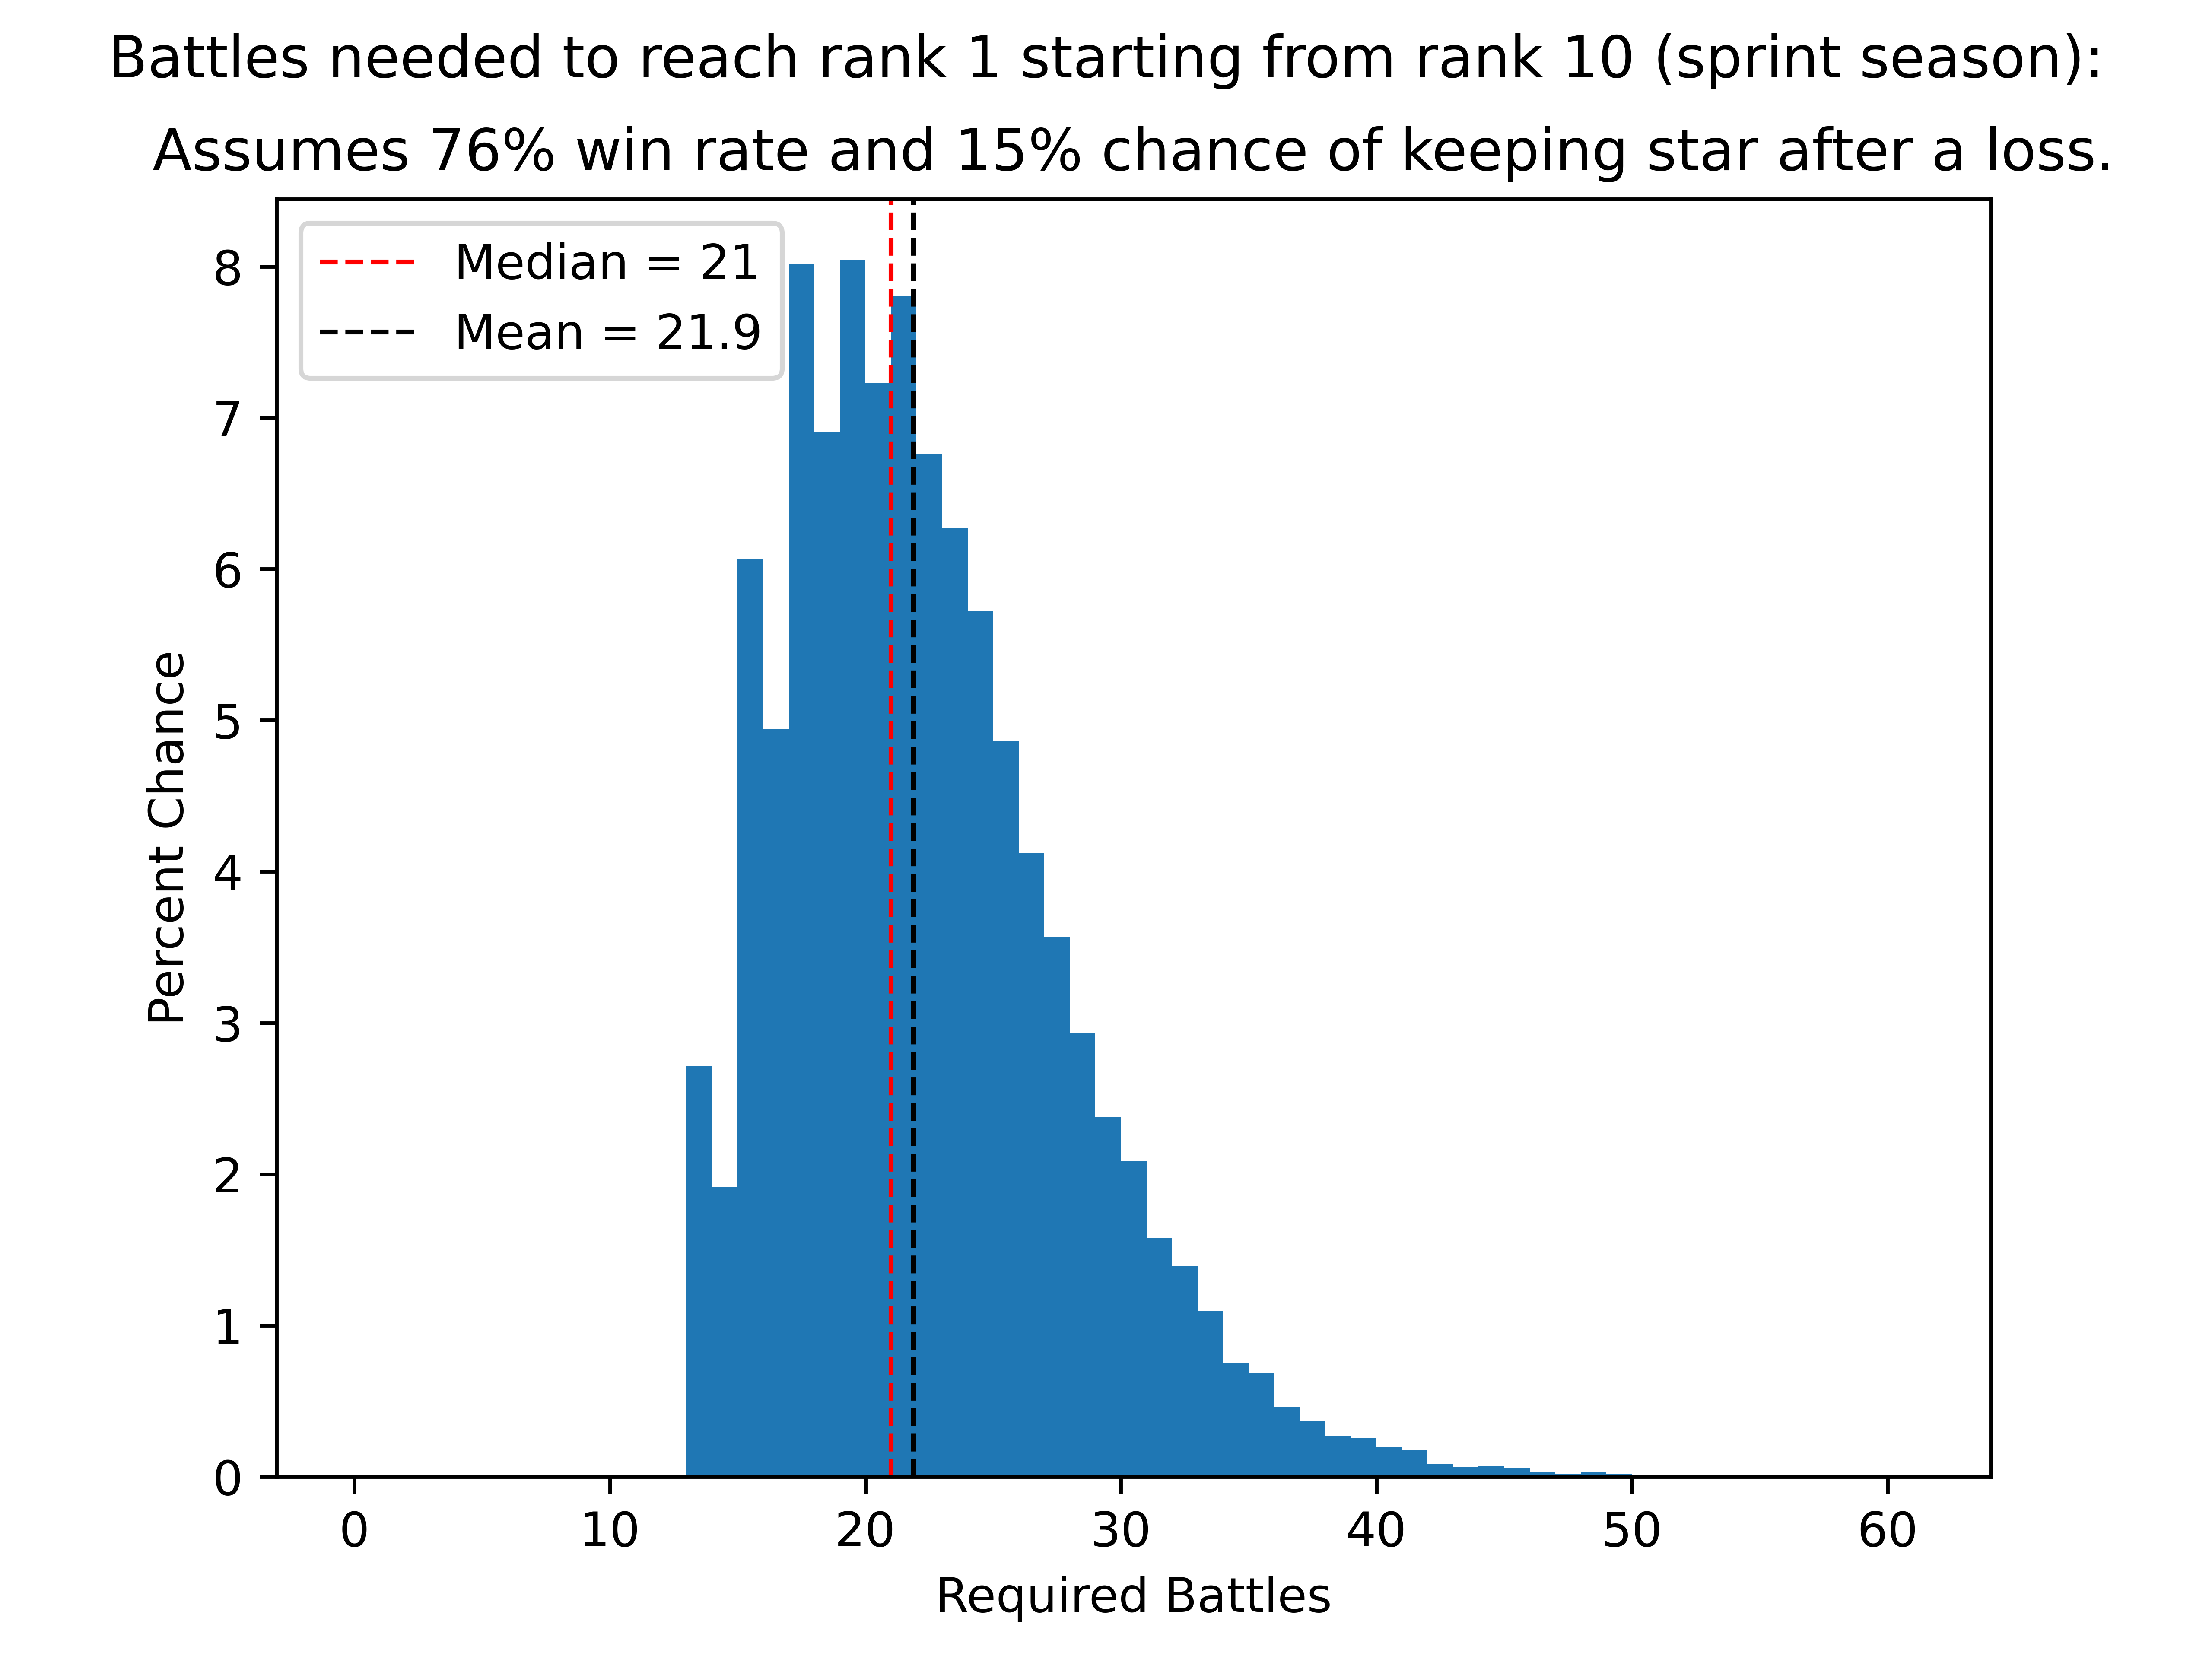 Battles needed to reach rank 1 starting from rank 10 (sprint season):
Assumes 76% win rate and 15% chance of keeping star after a loss.
Median = 21
Mean = 21.9
Percent Chance
8
7
6
5
4
3
2
1
0
0 10 20 30 40 50 60
Required Battles